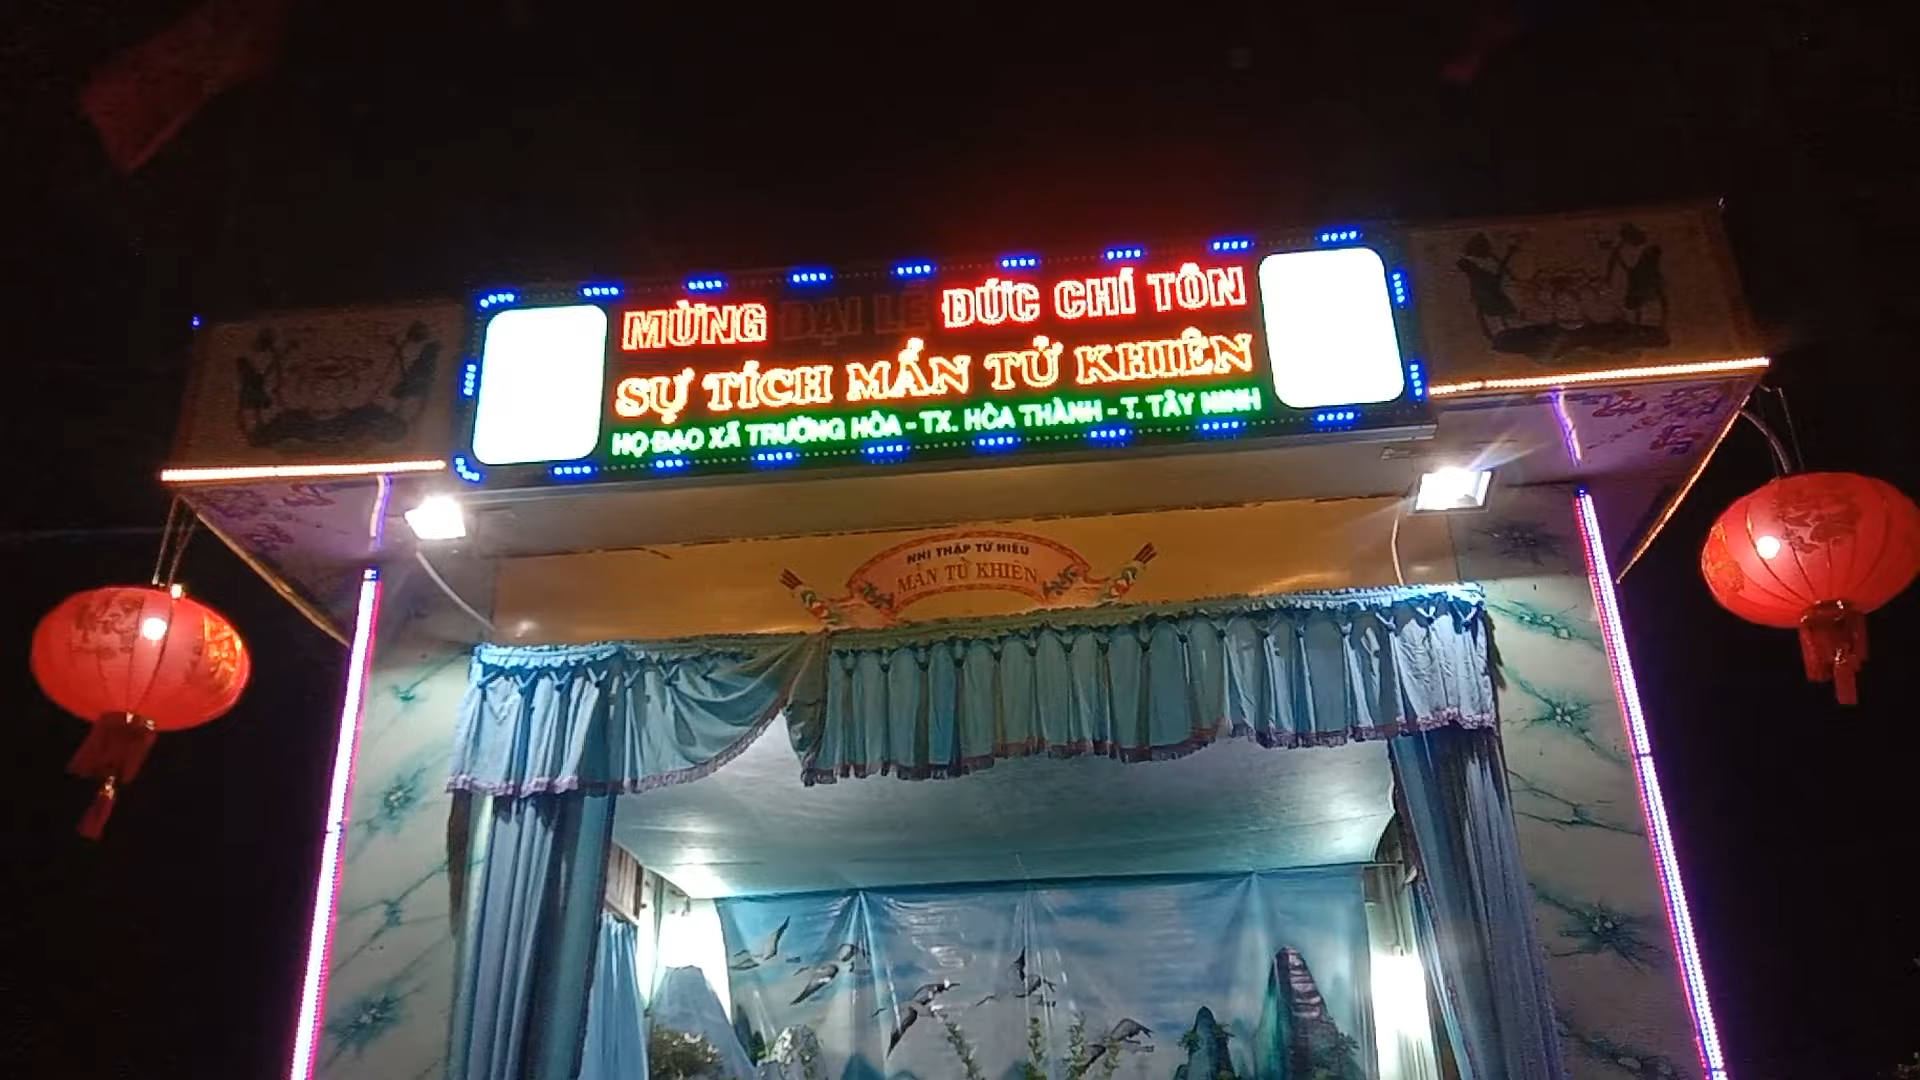 MỪNG ĐẠI LỄ ĐỨC CHÍ TÔN
SỰ TÍCH MẪN TỬ KHIÊN
HỌ ĐẠO XÃ TRƯỜNG HÒA - TX. HÒA THÀNH - T. TÂY NINH
NHỊ THẬP TỨ HIẾU
MẪN TỬ KHIÊN